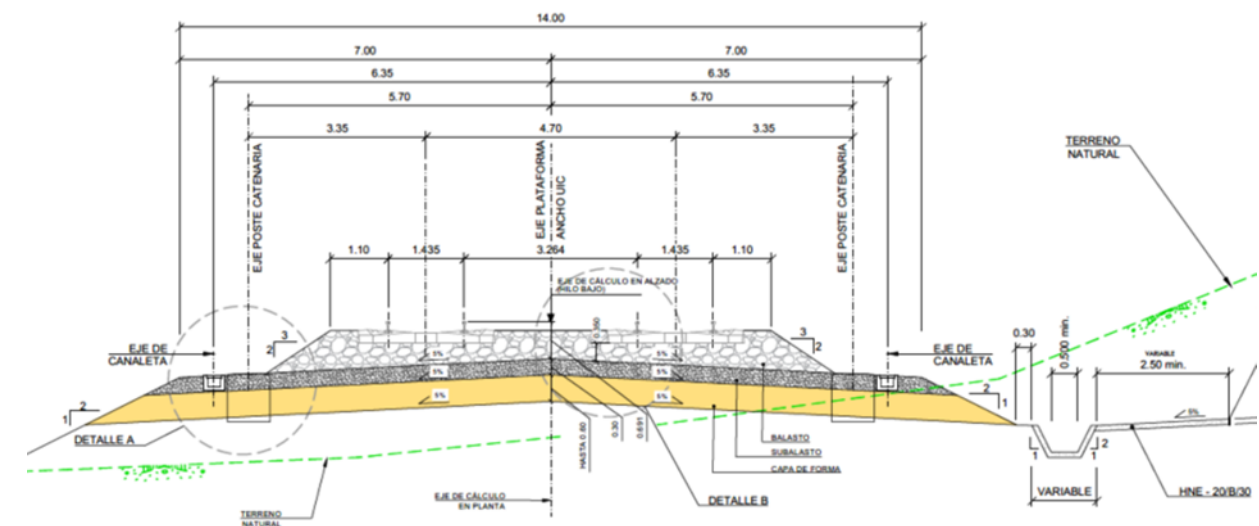 14.00
7.00 7.00
6.35 6.35
5.70 5.70
3.35 4.70 3.35
EJE POSTE CATENARIA
EJE PLATAFORMA
ANCHO UIC
EJE POSTE CATENARIA
TERRENO
NATURAL
1.10 1.435 3.264 1.435 1.10
EJE DE CÁLCULO EN ALZADO
(HILO BAJO)
0.350
3
2
3
2
EJE DE
CANALETA
EJE DE
CANALETA
0.30
0.500 min.
VARIABLE
2.50 min.
5% 5%
5% 5%
5% 5%
5%
2
1
2
1
DETALLE A
HASTA 0.60
0.30
0.691
BALASTO
SUBALASTO
CAPA DE FORMA
2
1
2
1
VARIABLE
HNE - 20/B/30
EJE DE CÁLCULO
EN PLANTA
DETALLE B
TERRENO
NATURAL